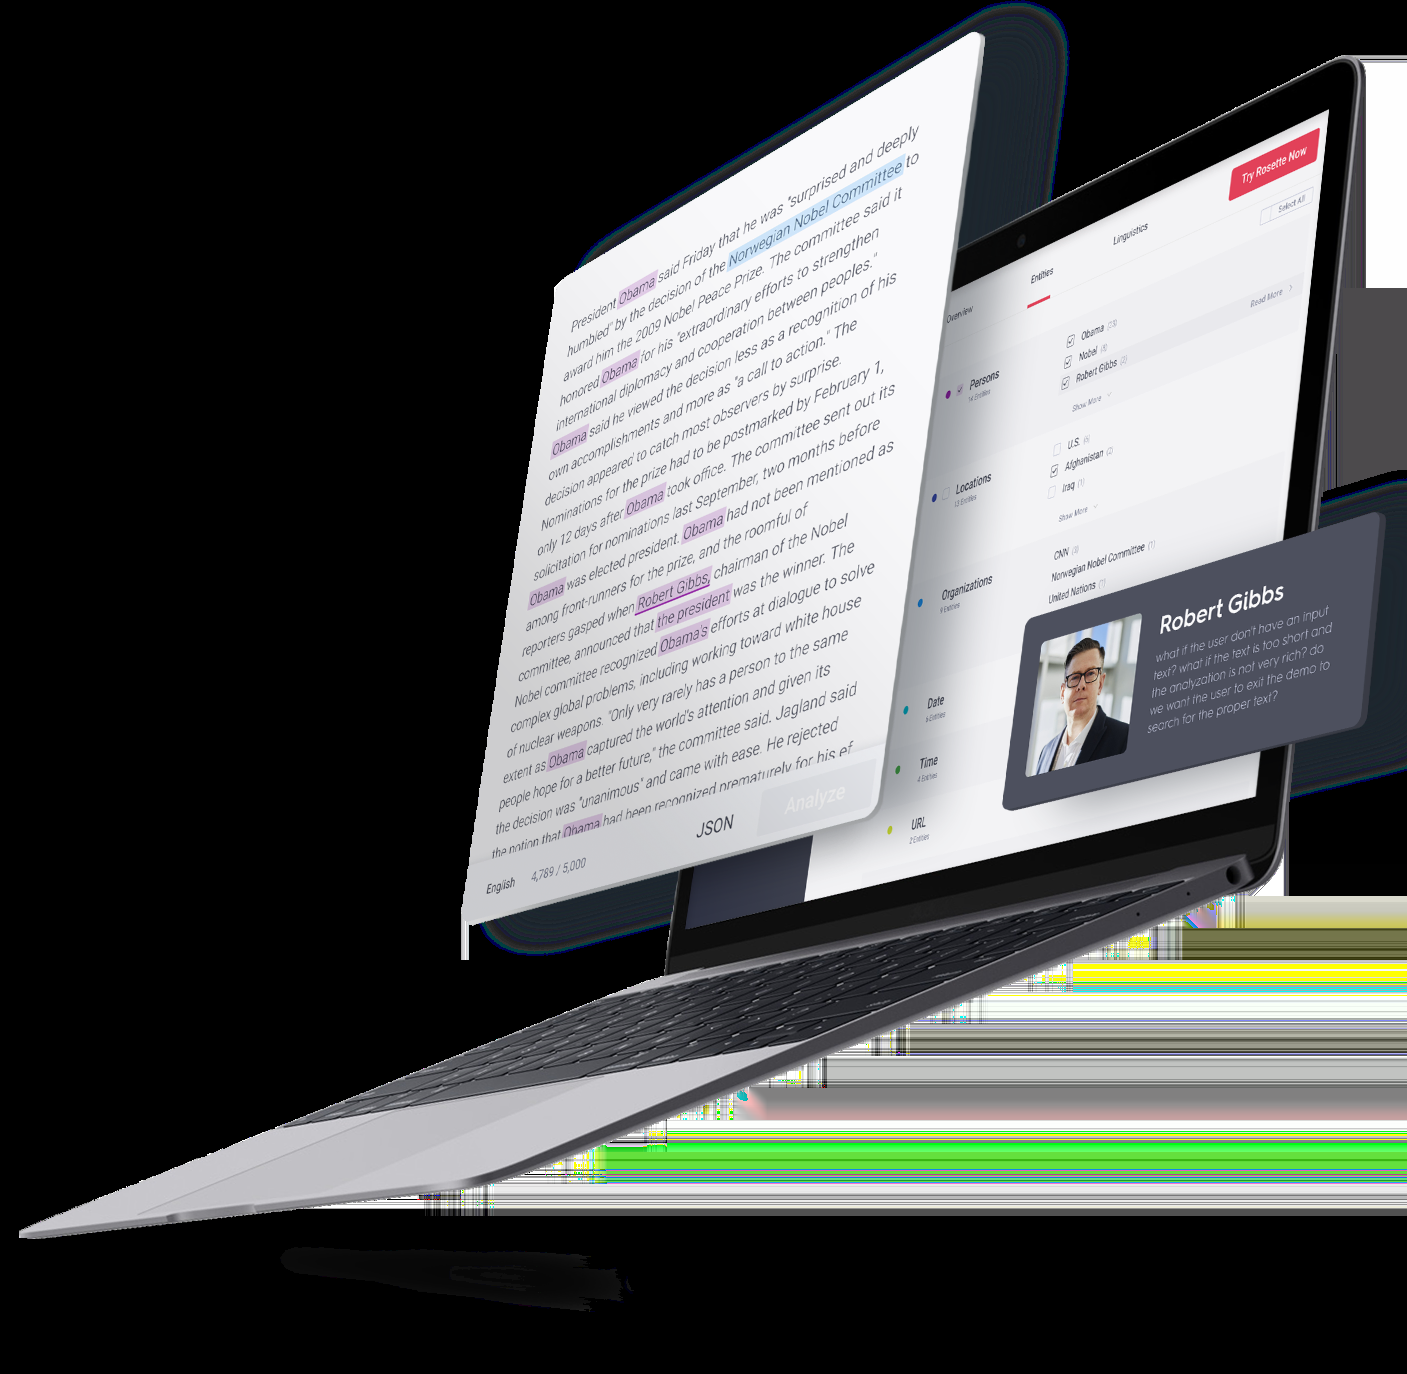 President Obama said Friday that he was "surprised and deeply
humbled" by the decision of the Norwegian Nobel Committee to
award him the 2009 Nobel Peace Prize. The committee said it
honored Obama for his "extraordinary efforts to strengthen
international diplomacy and cooperation between peoples."
Obama said he viewed the decision less as a recognition of his
own accomplishments and more as "a call to action." The
decision appeared to catch most observers by surprise.
Nominations for the prize had to be postmarked by February 1,
only 12 days after Obama took office. The committee sent out its
solicitation for nominations last September, two months before
Obama was elected president. Obama had not been mentioned as
among front-runners for the prize, and the roomful of
reporters gasped when Robert Gibbs, chairman of the Nobel
committee, announced that the president was the winner. The
Nobel committee recognized Obama's efforts at dialogue to solve
complex global problems, including working toward white house
of nuclear weapons. "Only very rarely has a person to the same
extent as Obama captured the world's attention and given its
people hope for a better future," the committee said. Jagland said
the decision was "unanimous" and came with ease. He rejected
the notion that Obama had been recognized prematurely for his ef
English
4,789 / 5,000
JSON
Analyze
Try Rosette Now
Select All
Overview
Entities
Linguistics
Read More
Persons
14 Entities
Obama (23)
Nobel (8)
Robert Gibbs (2)
Show More
Locations
13 Entities
U.S. (6)
Afghanistan (2)
Iraq (1)
Show More
Organizations
9 Entities
CNN (3)
Norwegian Nobel Committee (1)
United Nations (1)
Date
6 Entities
Time
4 Entities
URL
2 Entities
Robert Gibbs
what if the user don't have an input
text? what if the text is too short and
the analyzation is not very rich? do
we want the user to exit the demo to
search for the proper text?